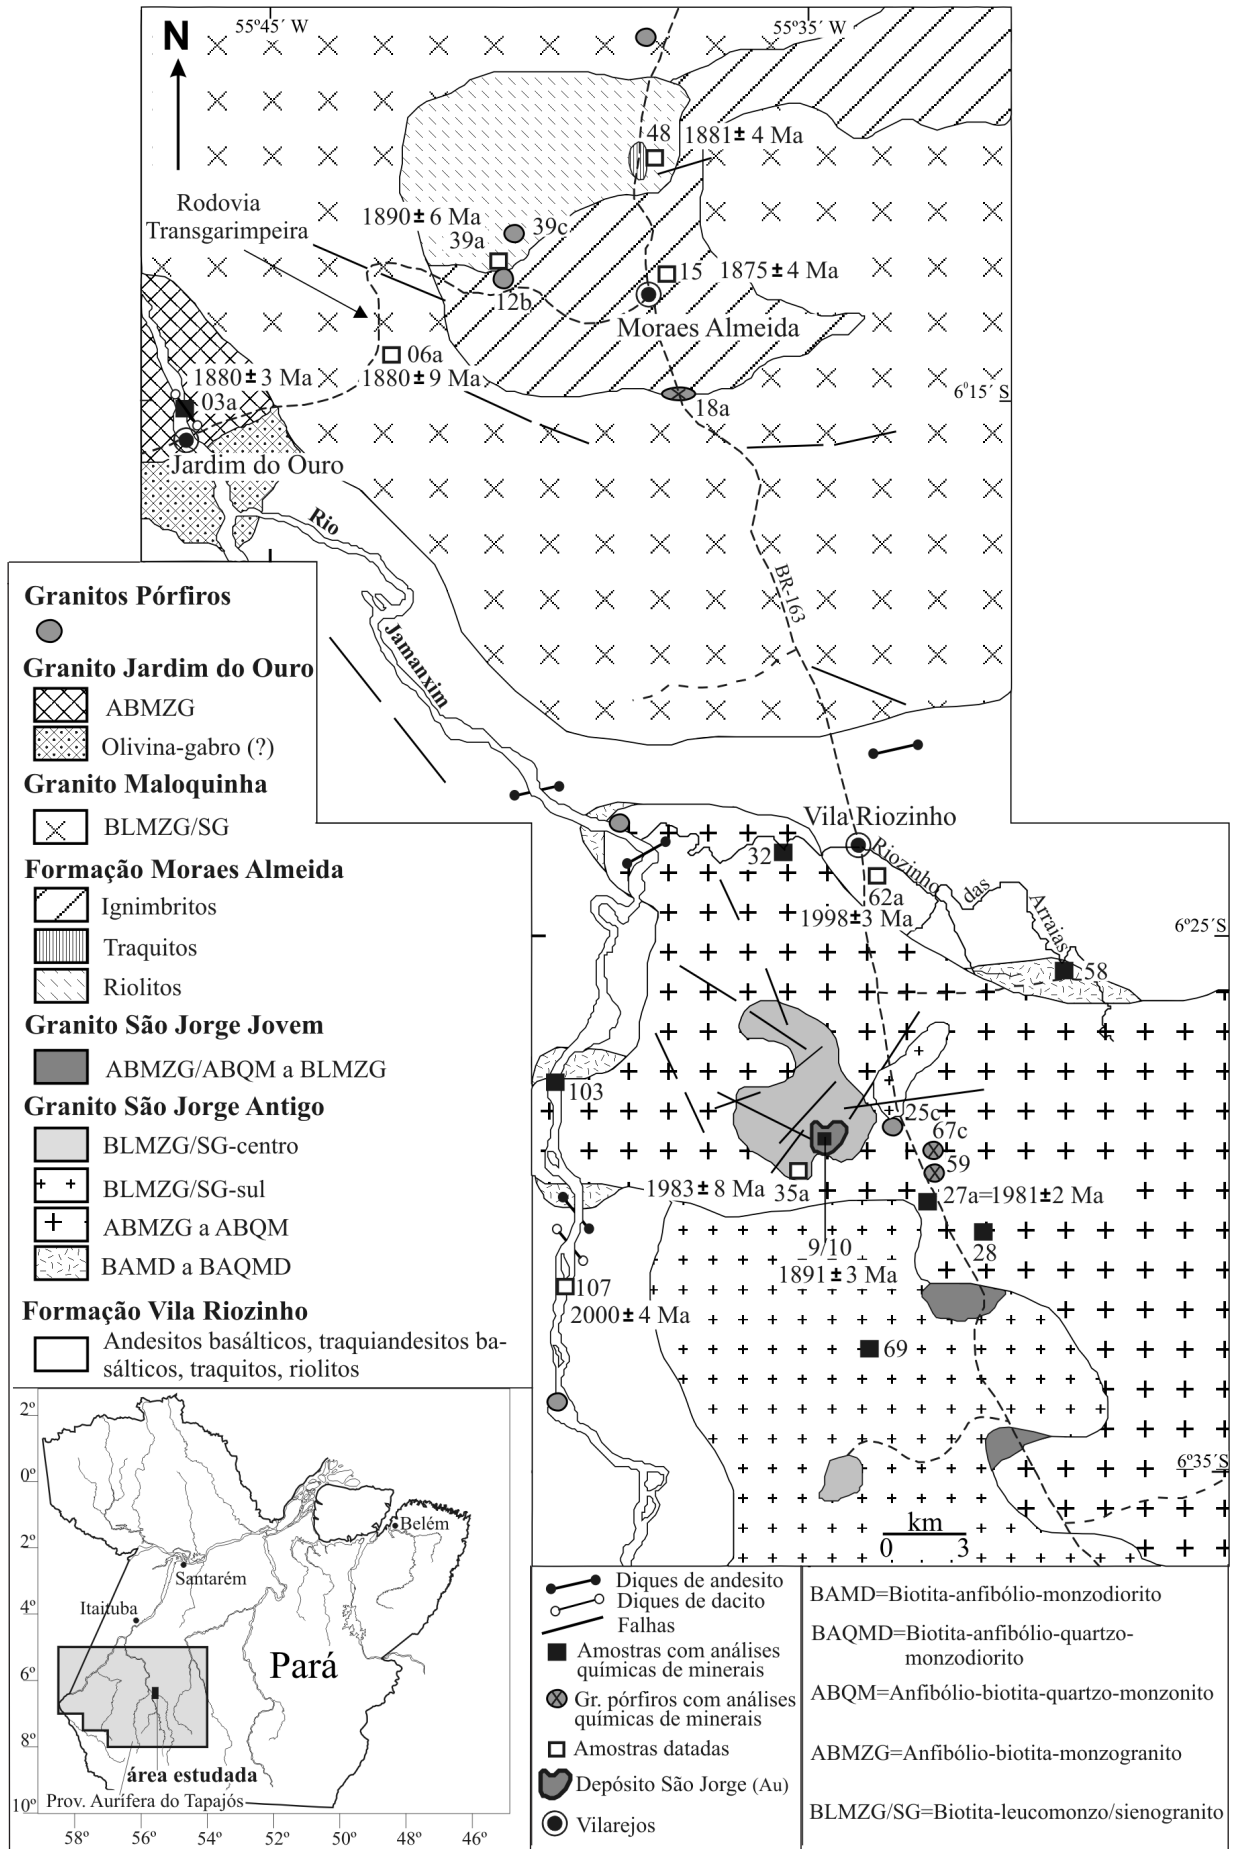 55º45´ W
55º35´ W
N
48
1881± 4 Ma
Rodovia
Transgarimpeira
1890± 6 Ma
39a
39c
15
1875± 4 Ma
12b
Moraes Almeida
06a
1880± 9 Ma
1880± 3 Ma
03a
6º15´ S
18a
Jardim do Ouro
Rio
Jamanxim
BR-163
Vila Riozinho
Riozinho
das
Arraias
32
62a
1998±3 Ma
6º25´S
58
103
25c
67c
59
1983± 8 Ma
35a
27a=1981±2 Ma
28
9/10
1891±3 Ma
107
2000± 4 Ma
69
6º35´S
km
0
3
Granitos Pórfiros
Granito Jardim do Ouro
ABMZG
Olivina-gabro (?)
Granito Maloquinha
BLMZG/SG
Formação Moraes Almeida
Ignimbritos
Traquitos
Riolitos
Granito São Jorge Jovem
ABMZG/ABQM a BLMZG
Granito São Jorge Antigo
BLMZG/SG-centro
BLMZG/SG-sul
ABMZG a ABQM
BAMD a BAQMD
Formação Vila Riozinho
Andesitos basálticos, traquiandesitos ba-
sálticos, traquitos, riolitos
2º
0º
2º
4º
6º
8º
10º
Belém
Santarém
Itaituba
Pará
área estudada
Prov. Aurífera do Tapajós
58º
56º
54º
52º
50º
48º
46º
Diques de andesito
Diques de dacito
Falhas
Amostras com análises
químicas de minerais
Gr. pórfiros com análises
químicas de minerais
Amostras datadas
Depósito São Jorge (Au)
Vilarejos
BAMD=Biotita-anfibólio-monzodiorito
BAQMD=Biotita-anfibólio-quartzo-
monzodiorito
ABQM=Anfibólio-biotita-quartzo-monzonito
ABMZG=Anfibólio-biotita-monzogranito
BLMZG/SG=Biotita-leucomonzo/sienogranito